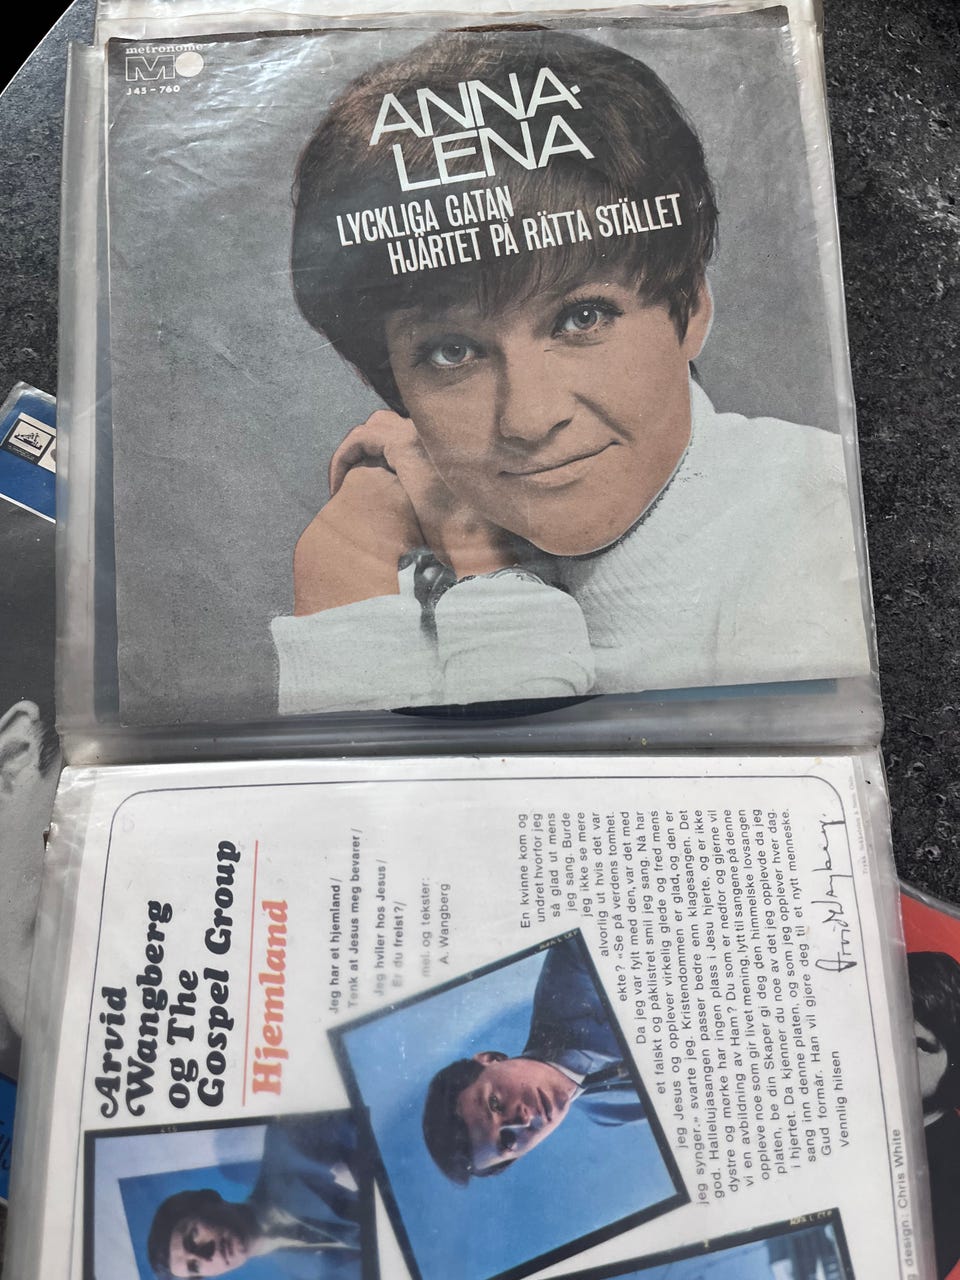 metronome
J45-760
ANNA-
LENA
LYCKLIGA GATAN
HJÄRTET PÅ RÄTTA STÄLLET
Arvid
Wangberg
og The
Gospel Group
Hjemland
Jeg har et hjemland/
Tenk at Jesus meg bevarer/
Jeg hviler hos Jesus/
Er du frelst?/
mel. og tekster:
A. Wangberg
En kvinne kom og
undret hvorfor jeg
så glad ut mens
jeg sang. Burde
jeg ikke se mere
alvorlig ut hvis det var
ekte? «Se på verdens tomhet.
Da jeg var fylt med den, var det med
et falskt og påklistret smil jeg sang. Nå har
jeg Jesus og opplever virkelig glede og fred mens
jeg synger,» svarte jeg. Kristendommen er glad, og den er
god. Hallelujasangen passer bedre enn klagesangen. Det
dystre og mørke har ingen plass i Jesu hjerte, og er ikke
vi en avbildning av Ham? Du som er nedfor og gjerne vil
oppleve noe som gir livet mening, lytt til sangene på denne
platen, be din Skaper gi deg den himmelske lovsangen
i hjertet. Da kjenner du noe av det jeg opplevde da jeg
sang inn denne platen, og som jeg opplever hver dag.
Gud formår. Han vil gjøre deg til et nytt menneske.
Vennlig hilsen
Arvid Wangberg.
design: Chris White